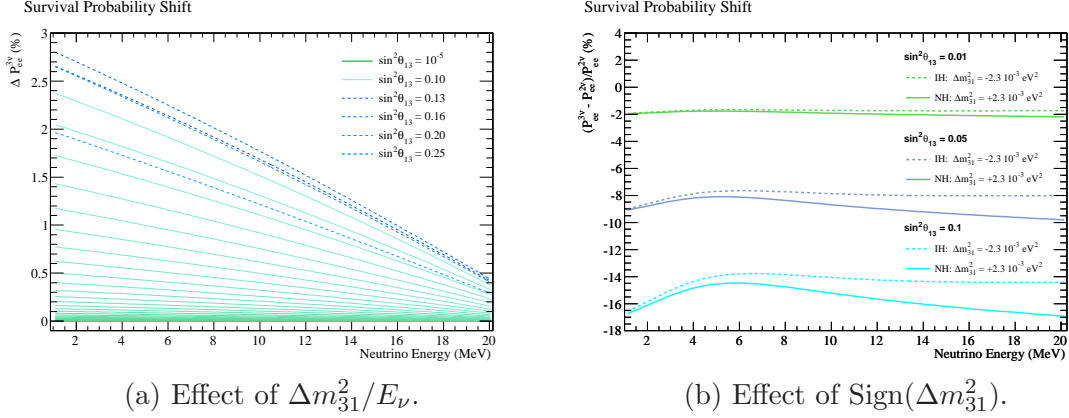 Survival Probability Shift
Δ P_ee^3ν (%)
3
2.5
2
1.5
1
0.5
0
sin²θ₁₃ = 10⁻⁵
sin²θ₁₃ = 0.10
sin²θ₁₃ = 0.13
sin²θ₁₃ = 0.16
sin²θ₁₃ = 0.20
sin²θ₁₃ = 0.25
2 4 6 8 10 12 14 16 18 20
Neutrino Energy (MeV)
(a) Effect of Δm²₃₁/E_ν.
Survival Probability Shift
(P_ee^3ν - P_ee^2ν)/P_ee^2ν (%)
4
2
0
-2
-4
-6
-8
-10
-12
-14
-16
-18
sin²θ₁₃ = 0.01
IH: Δm²₃₁ = -2.3 10⁻³ eV²
NH: Δm²₃₁ = +2.3 10⁻³ eV²
sin²θ₁₃ = 0.05
IH: Δm²₃₁ = -2.3 10⁻³ eV²
NH: Δm²₃₁ = +2.3 10⁻³ eV²
sin²θ₁₃ = 0.1
IH: Δm²₃₁ = -2.3 10⁻³ eV²
NH: Δm²₃₁ = +2.3 10⁻³ eV²
2 4 6 8 10 12 14 16 18 20
Neutrino Energy (MeV)
(b) Effect of Sign(Δm²₃₁).